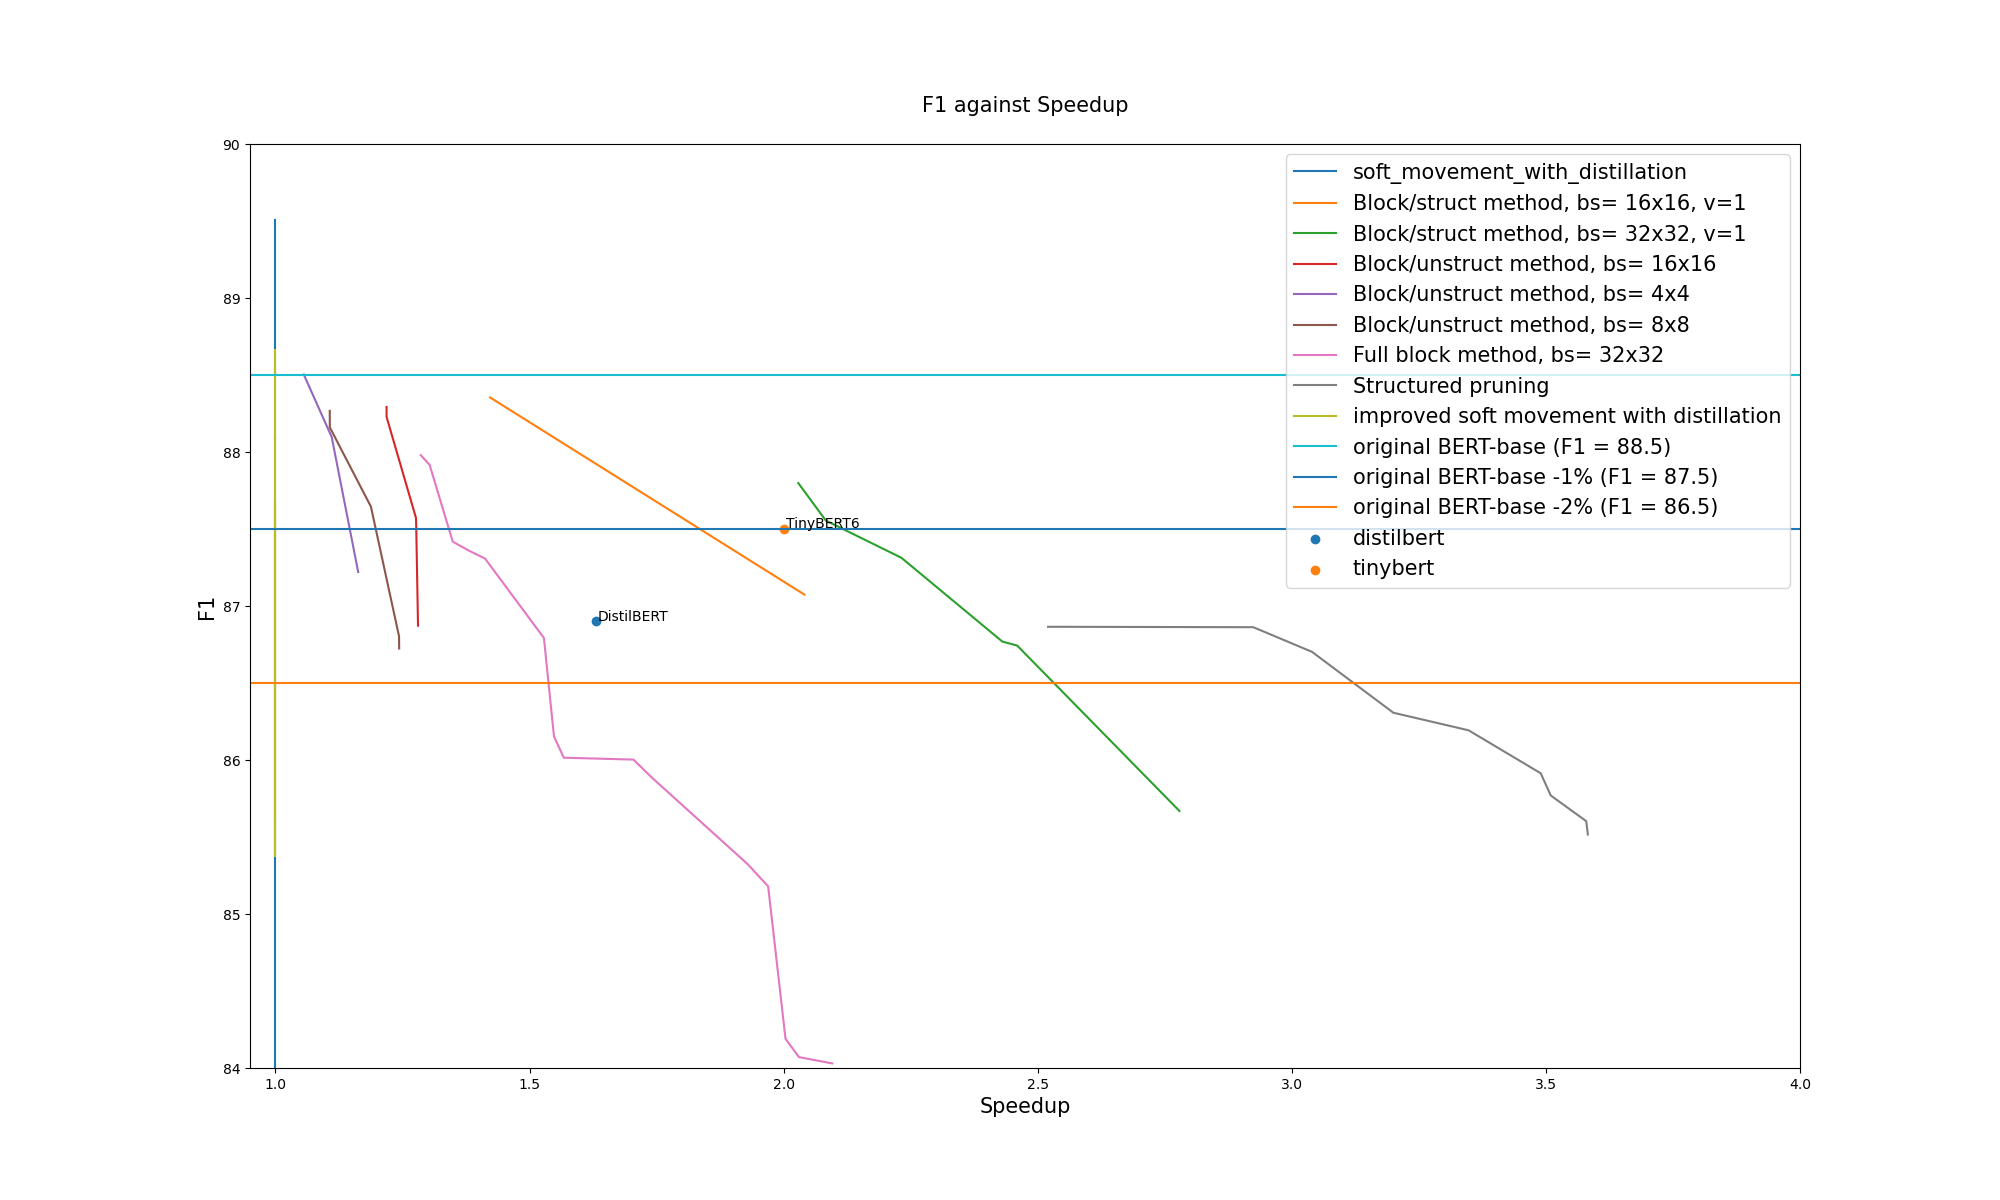 F1 against Speedup
90
89
88
87
86
85
84
F1
soft_movement_with_distillation
Block/struct method, bs= 16x16, v=1
Block/struct method, bs= 32x32, v=1
Block/unstruct method, bs= 16x16
Block/unstruct method, bs= 4x4
Block/unstruct method, bs= 8x8
Full block method, bs= 32x32
Structured pruning
improved soft movement with distillation
original BERT-base (F1 = 88.5)
original BERT-base -1% (F1 = 87.5)
original BERT-base -2% (F1 = 86.5)
distilbert
tinybert
TinyBERT6
DistilBERT
1.0 1.5 2.0 2.5 3.0 3.5 4.0
Speedup